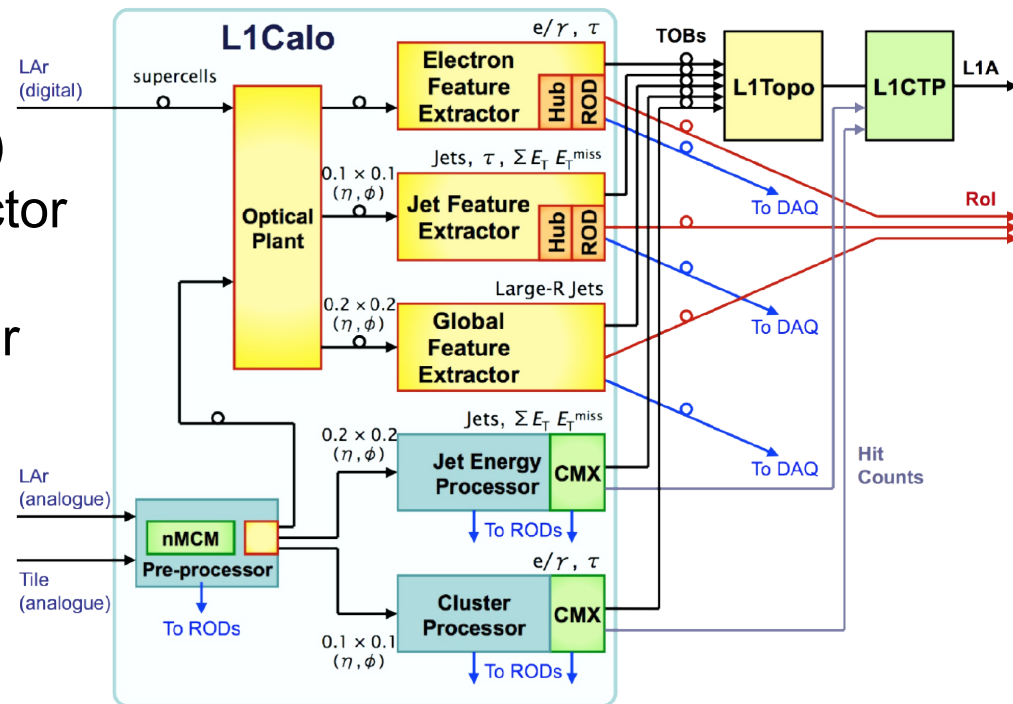 )
ctor
r
L1Calo
LAr
(digital)
supercells
e/γ, τ
Electron
Feature
Extractor
Hub
ROD
TOBs
L1Topo
L1CTP
L1A
Optical
Plant
0.1 × 0.1
(η,ϕ)
Jets, τ, Σ E_T E_T^miss
Jet Feature
Extractor
Hub
ROD
To DAQ
RoI
0.2 × 0.2
(η,ϕ)
Large-R Jets
Global
Feature
Extractor
To DAQ
To DAQ
Hit
Counts
0.2 × 0.2
(η,ϕ)
Jets, Σ E_T E_T^miss
Jet Energy
Processor
CMX
To RODs
LAr
(analogue)
nMCM
Pre-processor
Tile
(analogue)
To RODs
e/γ, τ
Cluster
Processor
CMX
0.1 × 0.1
(η,ϕ)
To RODs